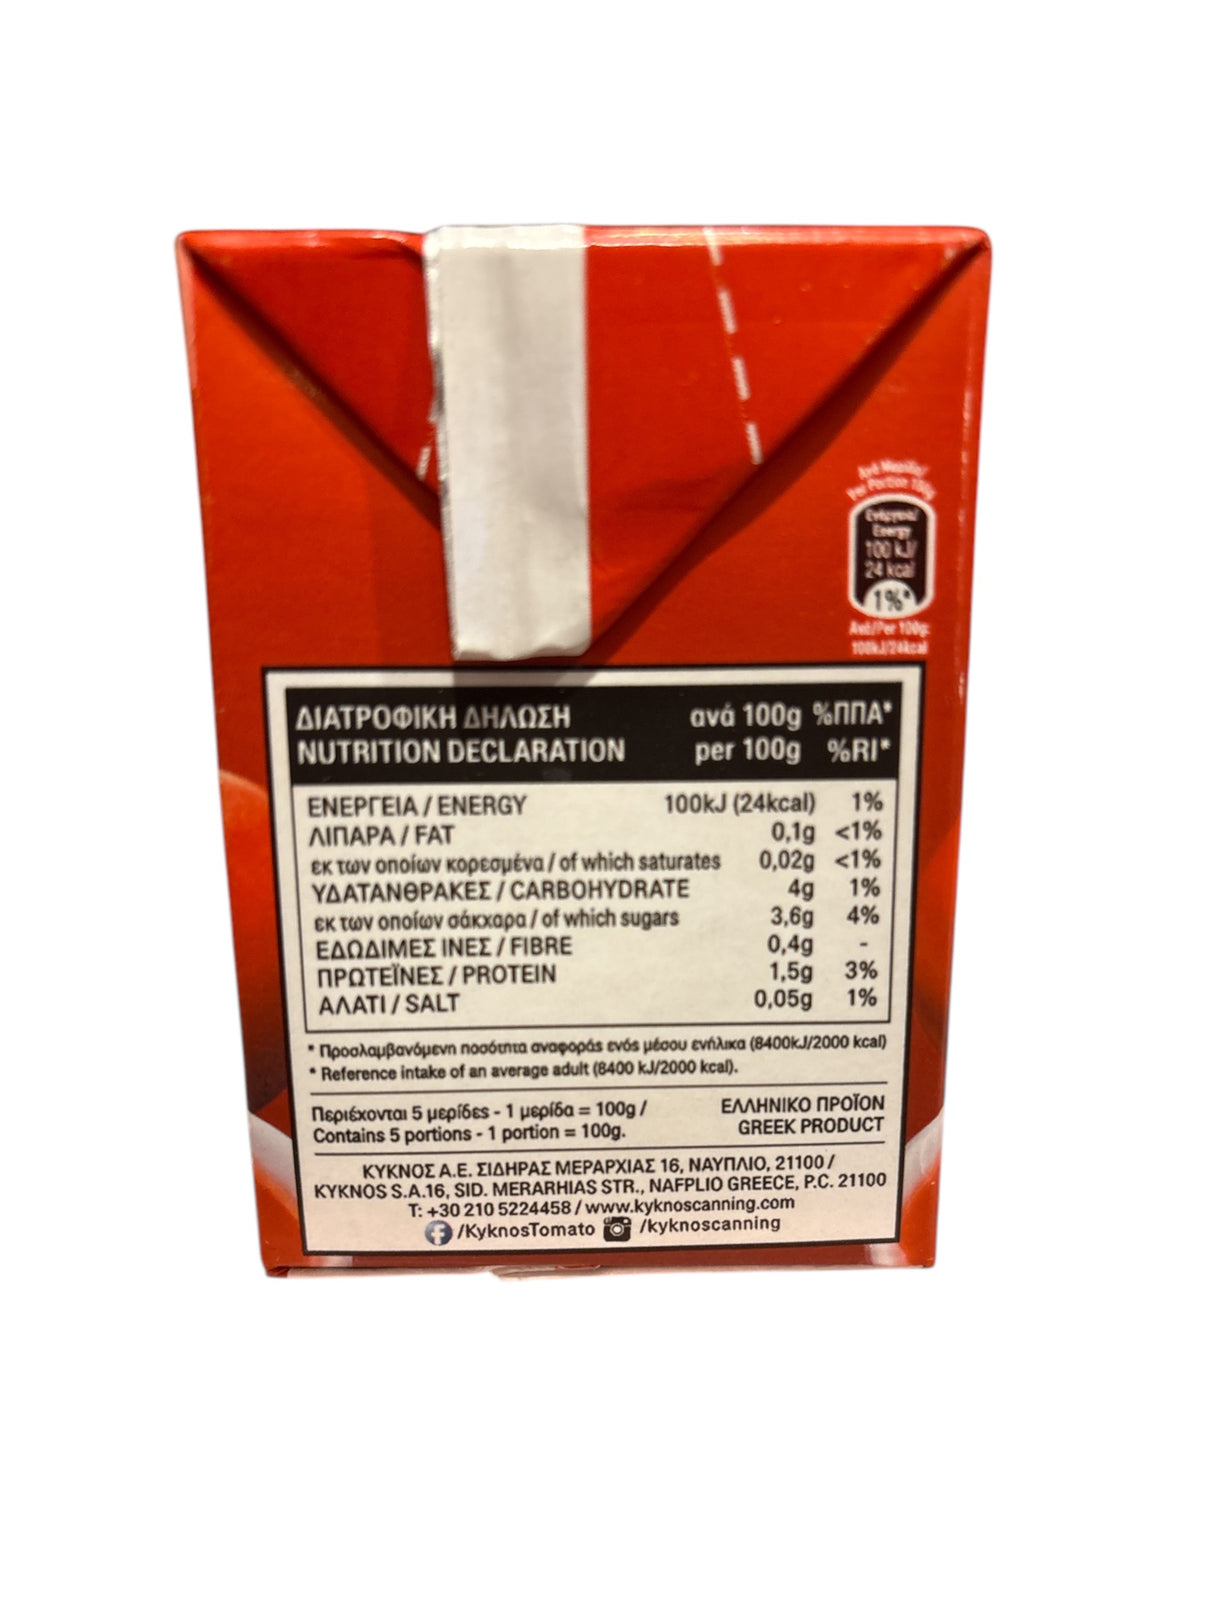 Ανά Μερίδα/
Per Portion 100g
Ενέργεια/
Energy
100 kJ/
24 kcal
1%*
Ανά/Per 100g:
100kJ/24kcal
ΔΙΑΤΡΟΦΙΚΗ ΔΗΛΩΣΗ ανά 100g %ΠΠΑ*
NUTRITION DECLARATION per 100g %RI*
ΕΝΕΡΓΕΙΑ / ENERGY 100kJ (24kcal) 1%
ΛΙΠΑΡΑ / FAT 0,1g <1%
εκ των οποίων κορεσμένα / of which saturates 0,02g <1%
ΥΔΑΤΑΝΘΡΑΚΕΣ / CARBOHYDRATE 4g 1%
εκ των οποίων σάκχαρα / of which sugars 3,6g 4%
ΕΔΩΔΙΜΕΣ ΙΝΕΣ / FIBRE 0,4g -
ΠΡΩΤΕΪΝΕΣ / PROTEIN 1,5g 3%
ΑΛΑΤΙ / SALT 0,05g 1%
* Προσλαμβανόμενη ποσότητα αναφοράς ενός μέσου ενήλικα (8400kJ/2000 kcal)
* Reference intake of an average adult (8400 kJ/2000 kcal).
Περιέχονται 5 μερίδες - 1 μερίδα = 100g /
Contains 5 portions - 1 portion = 100g.
ΕΛΛΗΝΙΚΟ ΠΡΟΪΟΝ
GREEK PRODUCT
ΚΥΚΝΟΣ Α.Ε. ΣΙΔΗΡΑΣ ΜΕΡΑΡΧΙΑΣ 16, ΝΑΥΠΛΙΟ, 21100 /
KYKNOS S.A.16, SID. MERARHIAS STR., NAFPLIO GREECE, P.C. 21100
T: +30 210 5224458 / www.kyknoscanning.com
/KyknosTomato /kyknoscanning